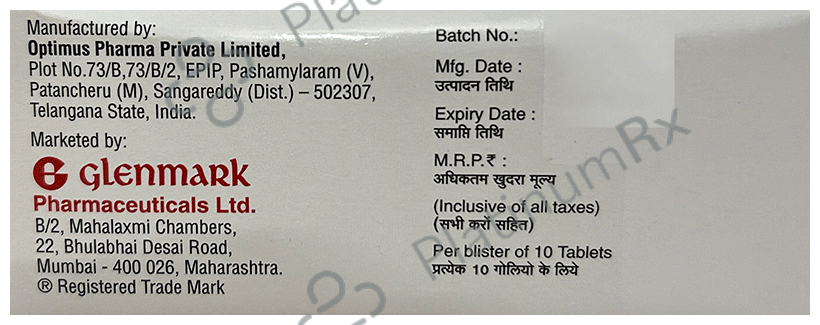 Manufactured by:
Optimus Pharma Private Limited,
Plot No.73/B,73/B/2, EPIP, Pashamylaram (V),
Patancheru (M), Sangareddy (Dist.) – 502307,
Telangana State, India.
Marketed by:
G Glenmark
Pharmaceuticals Ltd.
B/2, Mahalaxmi Chambers,
22, Bhulabhai Desai Road,
Mumbai - 400 026, Maharashtra.
® Registered Trade Mark
Batch No.:
Mfg. Date :
उत्पादन तिथि
Expiry Date :
समाप्ति तिथि
M.R.P.₹ :
अधिकतम खुदरा मूल्य
(Inclusive of all taxes)
(सभी करों सहित)
Per blister of 10 Tablets
प्रत्येक 10 गोलियो के लिये
PlatinumRx
PlatinumRx